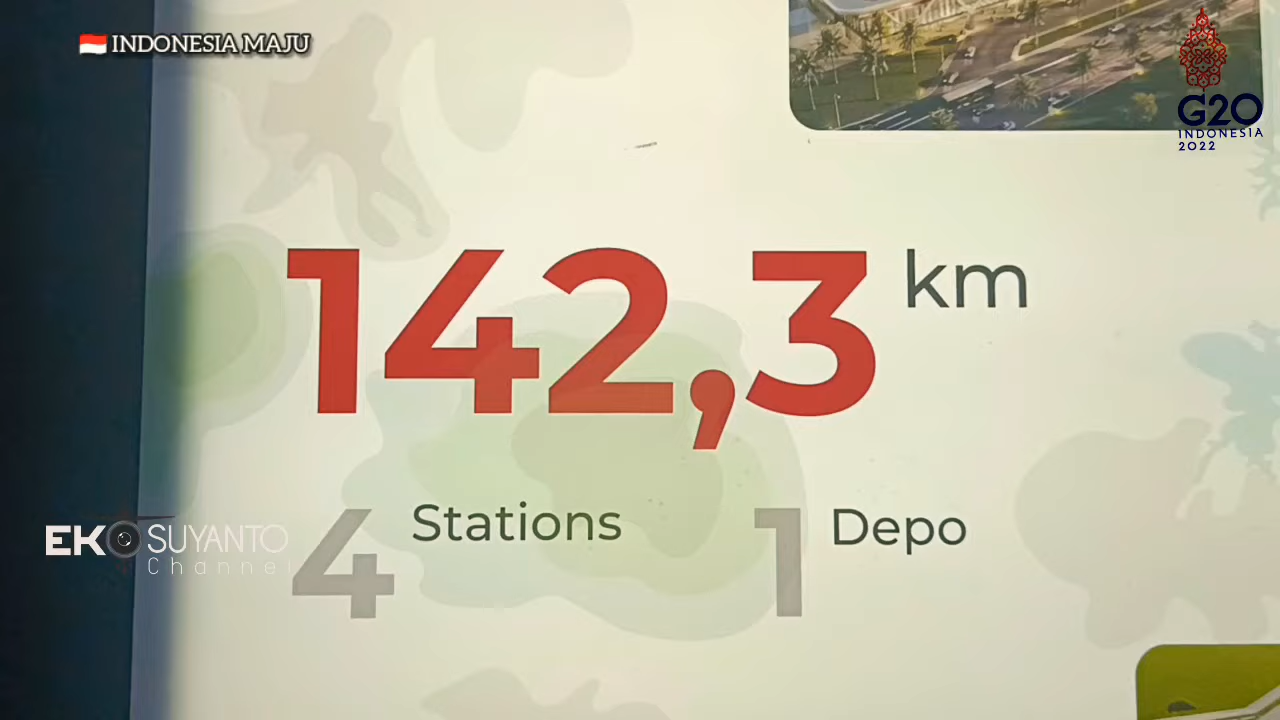 INDONESIA MAJU
G20
INDONESIA
2022
142,3 km
4 Stations
1 Depo
EKO SUYANTO
Channel